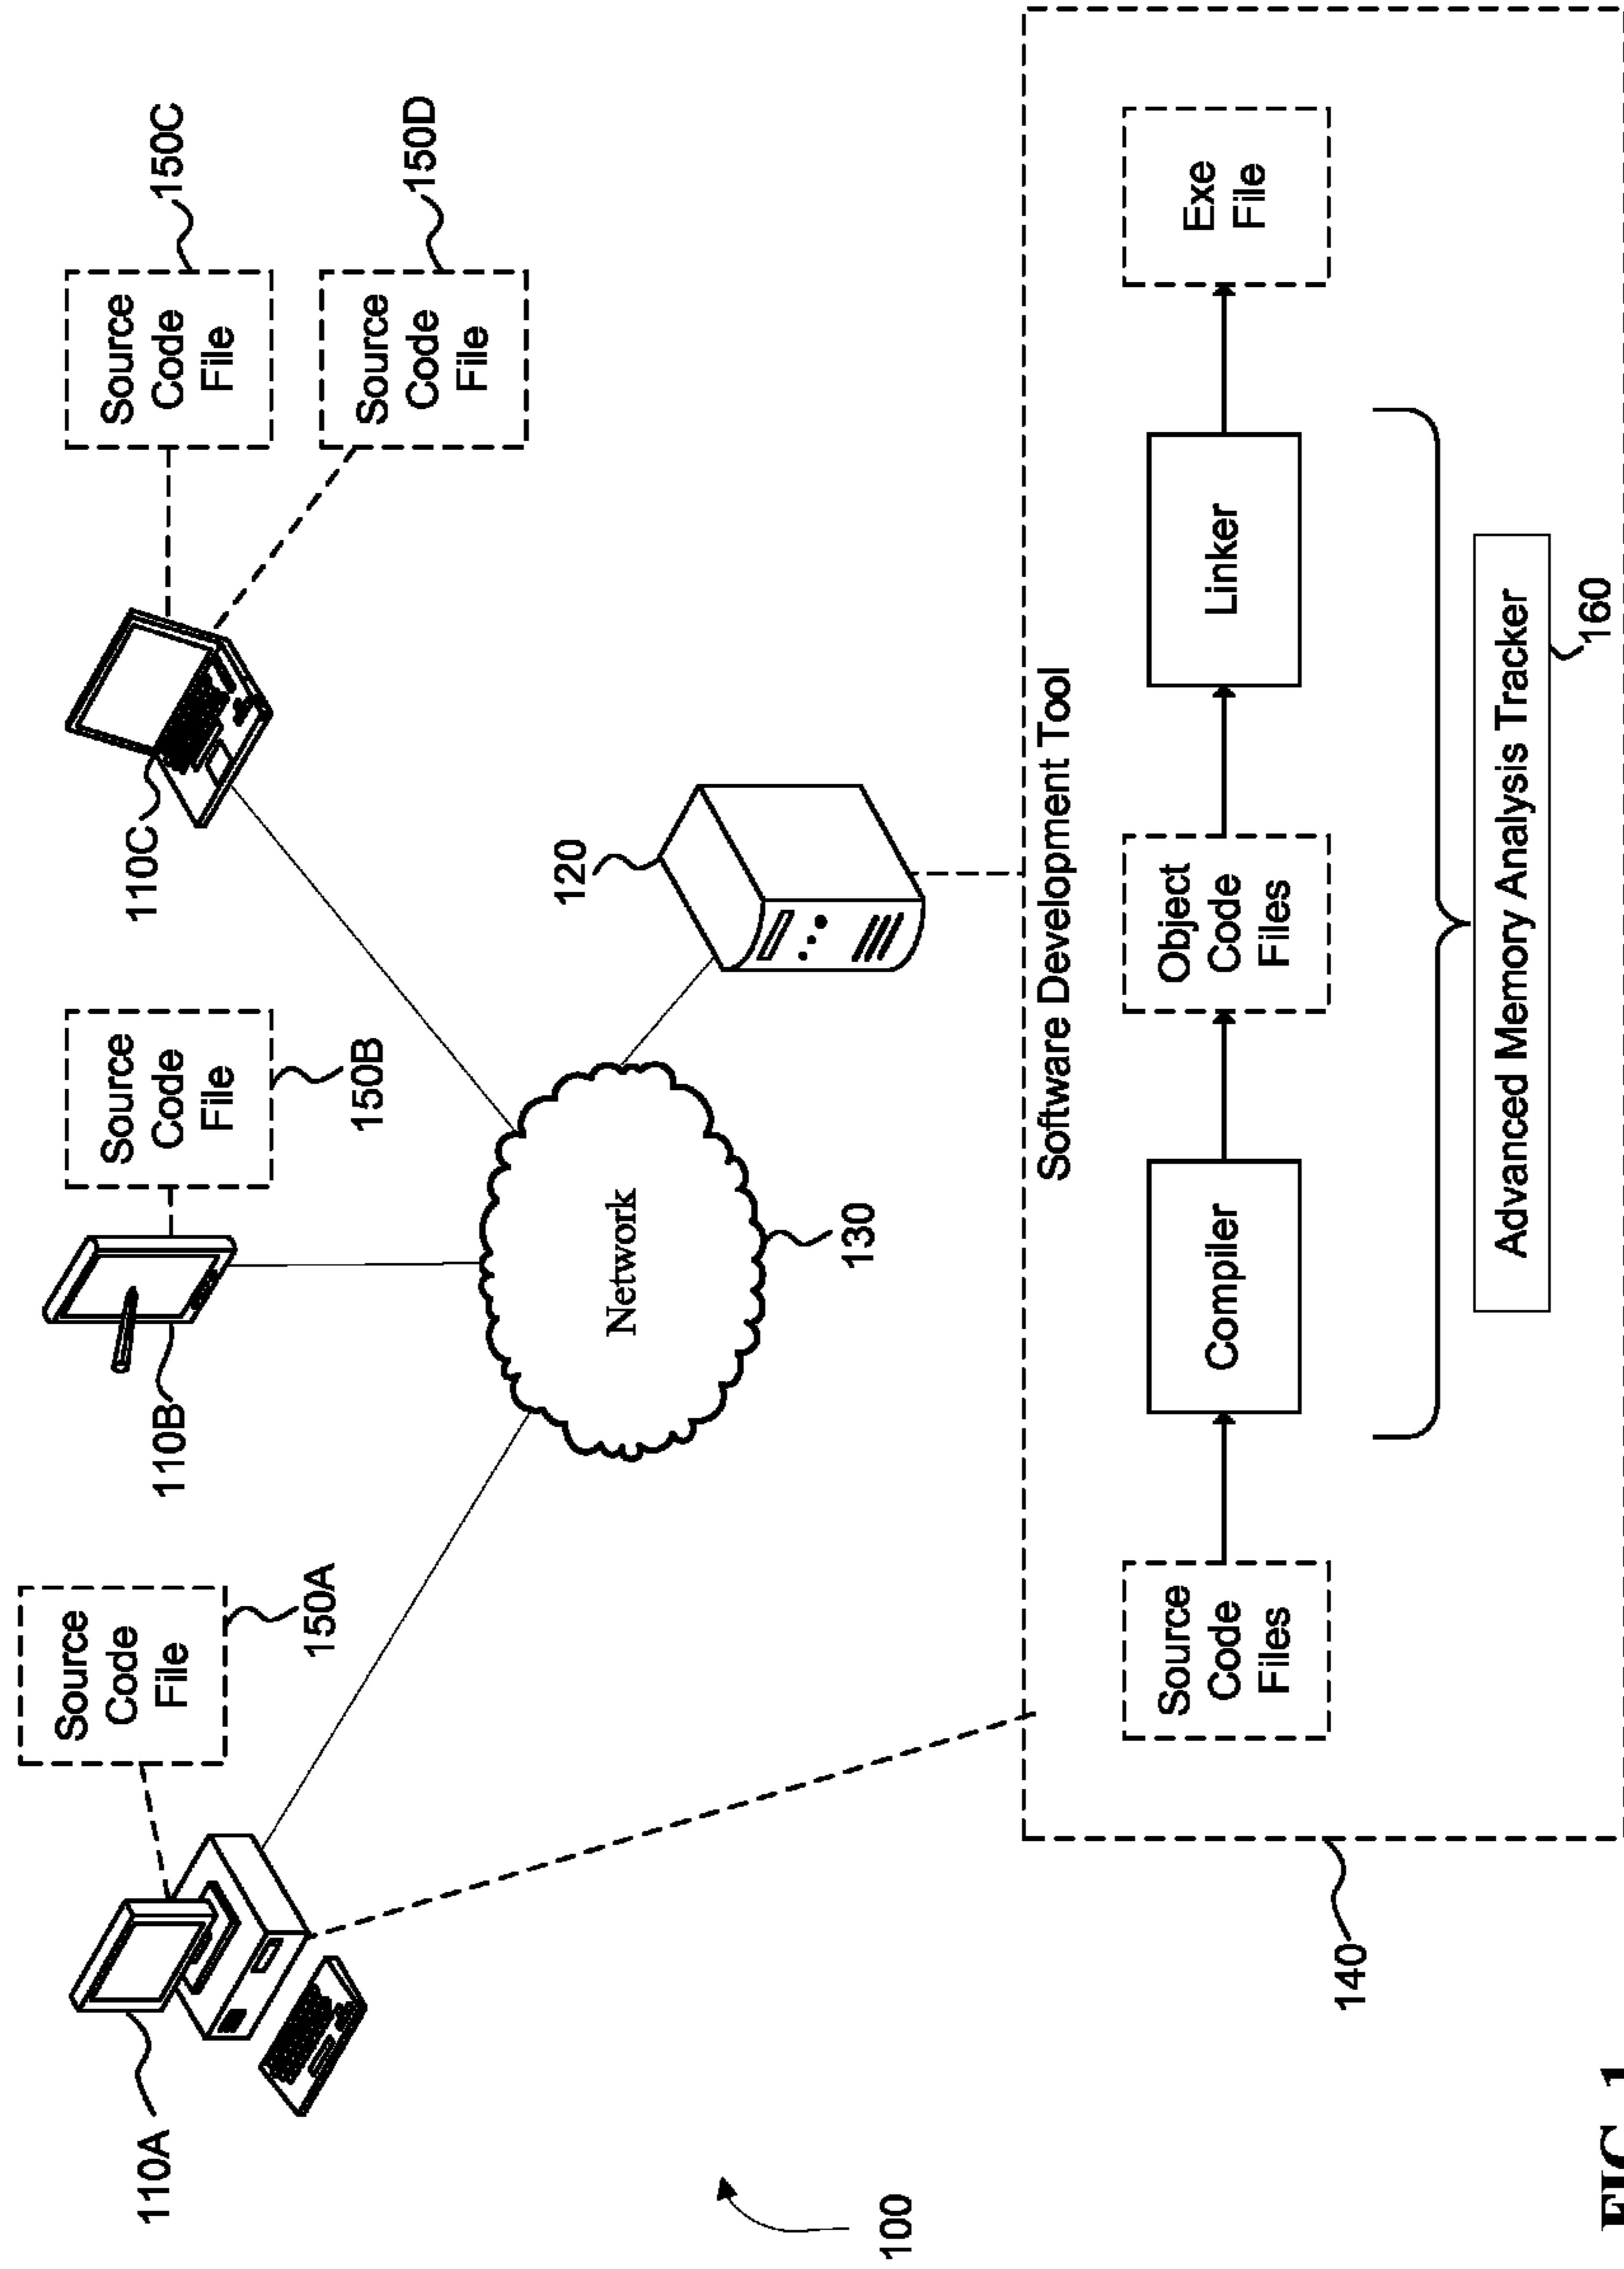 150C
Source
Code
File
150D
Source
Code
File
110C
Source
Code
File
150B
110B
Source
Code
File
150A
110A
120
Network
130
100
Software Development Tool
Source
Code
Files
Compiler
Object
Code
Files
Linker
Exe
File
140
Advanced Memory Analysis Tracker
160
FIG. 1